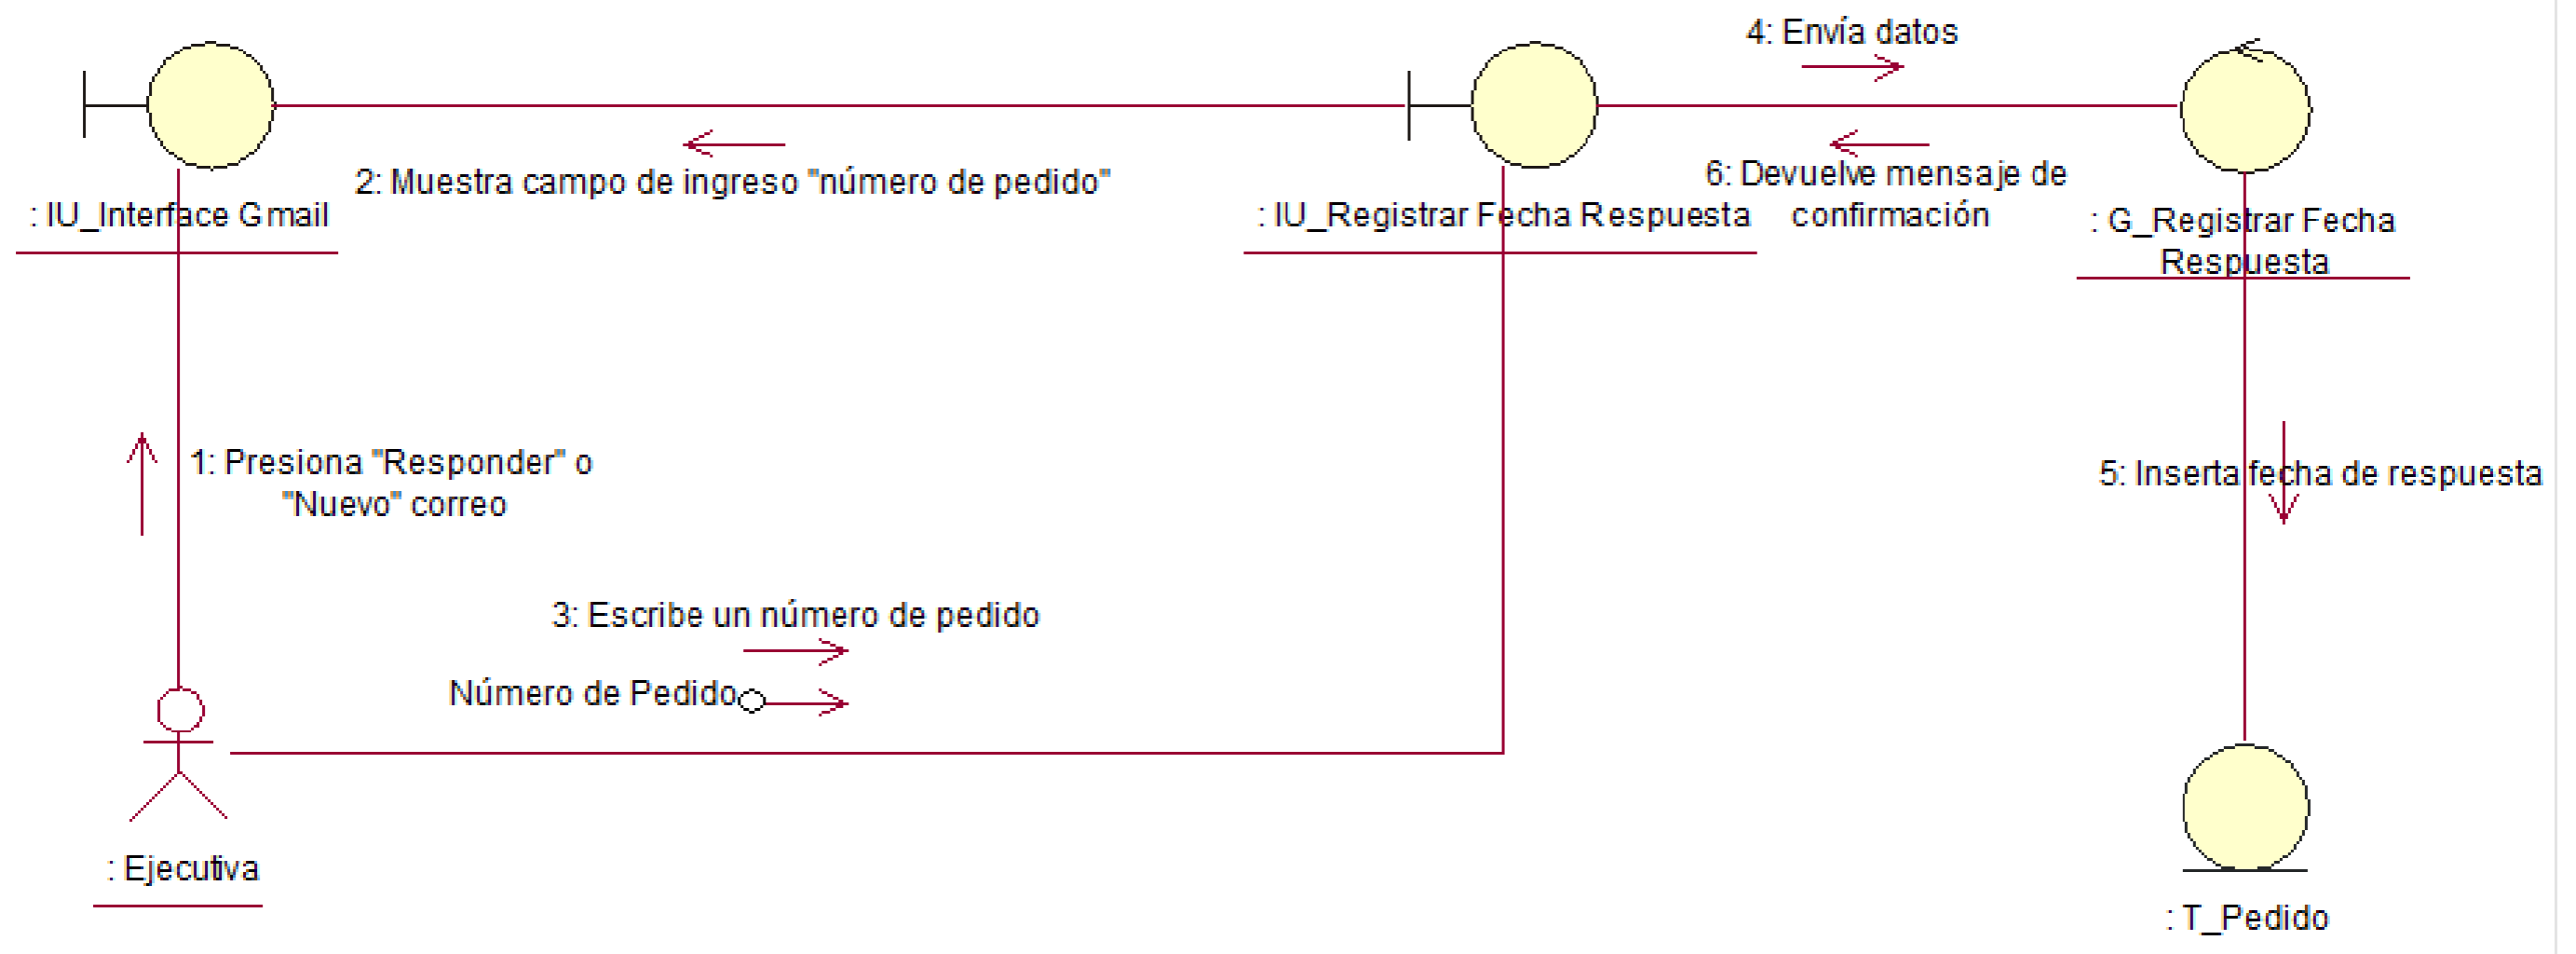 4: Envía datos
2: Muestra campo de ingreso "número de pedido"
6: Devuelve mensaje de
confirmación
: IU_Interface Gmail
: IU_Registrar Fecha Respuesta
: G_Registrar Fecha
Respuesta
1: Presiona "Responder" o
"Nuevo" correo
5: Inserta fecha de respuesta
3: Escribe un número de pedido
Número de Pedido
: Ejecutiva
: T_Pedido